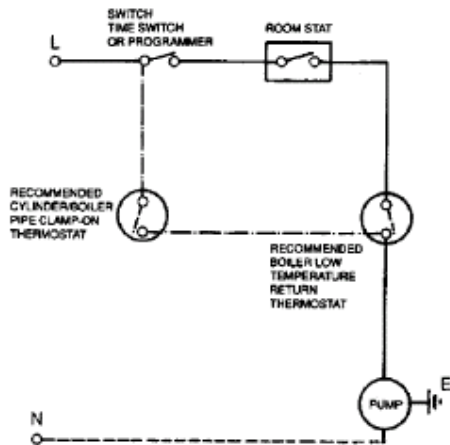 SWITCH
TIME SWITCH
OR PROGRAMMER
ROOM STAT
L
RECOMMENDED
CYLINDER/BOILER
PIPE CLAMP-ON
THERMOSTAT
RECOMMENDED
BOILER LOW
TEMPERATURE
RETURN
THERMOSTAT
PUMP
E
N